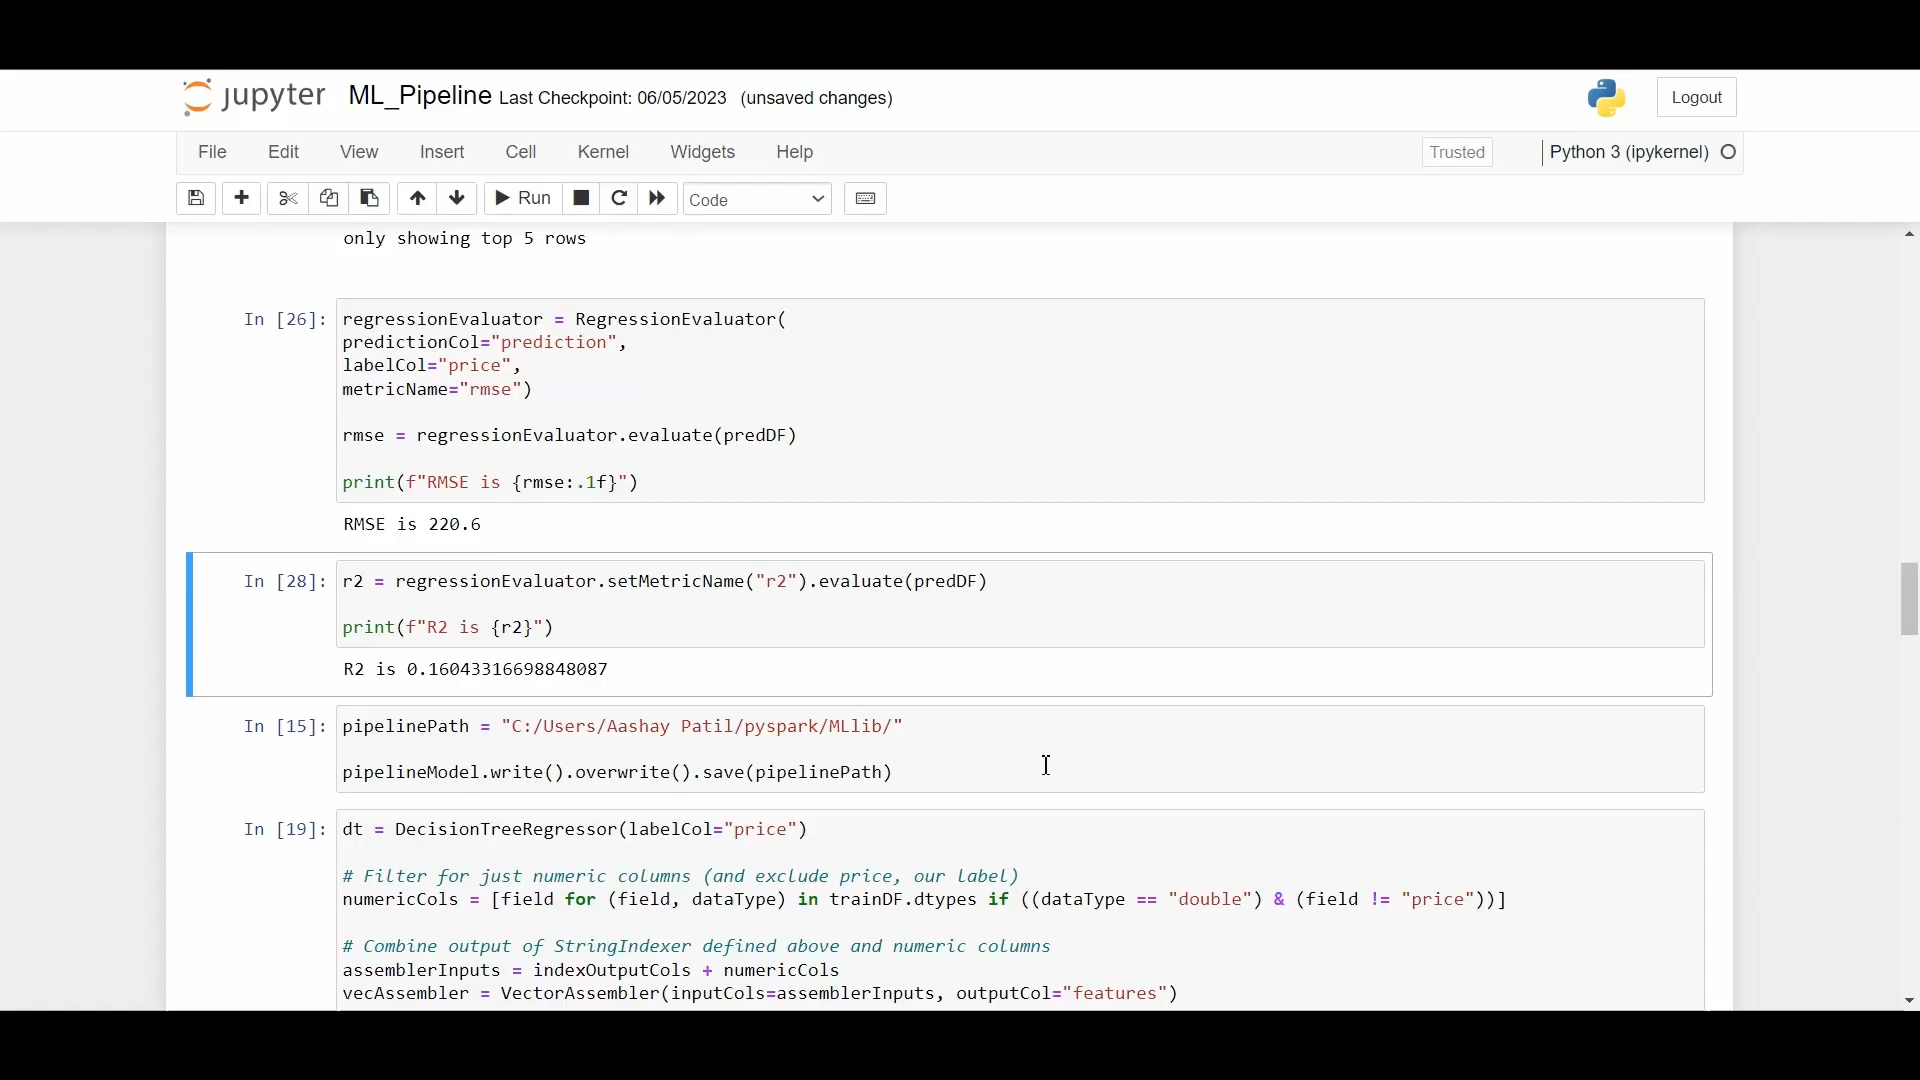 jupyter ML_Pipeline Last Checkpoint: 06/05/2023 (unsaved changes) Logout
File Edit View Insert Cell Kernel Widgets Help Trusted Python 3 (ipykernel)
Run Code
only showing top 5 rows
In [26]: regressionEvaluator = RegressionEvaluator(
predictionCol="prediction",
labelCol="price",
metricName="rmse")
rmse = regressionEvaluator.evaluate(predDF)
print(f"RMSE is {rmse:.1f}")
RMSE is 220.6
In [28]: r2 = regressionEvaluator.setMetricName("r2").evaluate(predDF)
print(f"R2 is {r2}")
R2 is 0.16043316698848087
In [15]: pipelinePath = "C:/Users/Aashay Patil/pyspark/MLlib/"
pipelineModel.write().overwrite().save(pipelinePath)
In [19]: dt = DecisionTreeRegressor(labelCol="price")
# Filter for just numeric columns (and exclude price, our label)
numericCols = [field for (field, dataType) in trainDF.dtypes if ((dataType == "double") & (field != "price"))]
# Combine output of StringIndexer defined above and numeric columns
assemblerInputs = indexOutputCols + numericCols
vecAssembler = VectorAssembler(inputCols=assemblerInputs, outputCol="features")